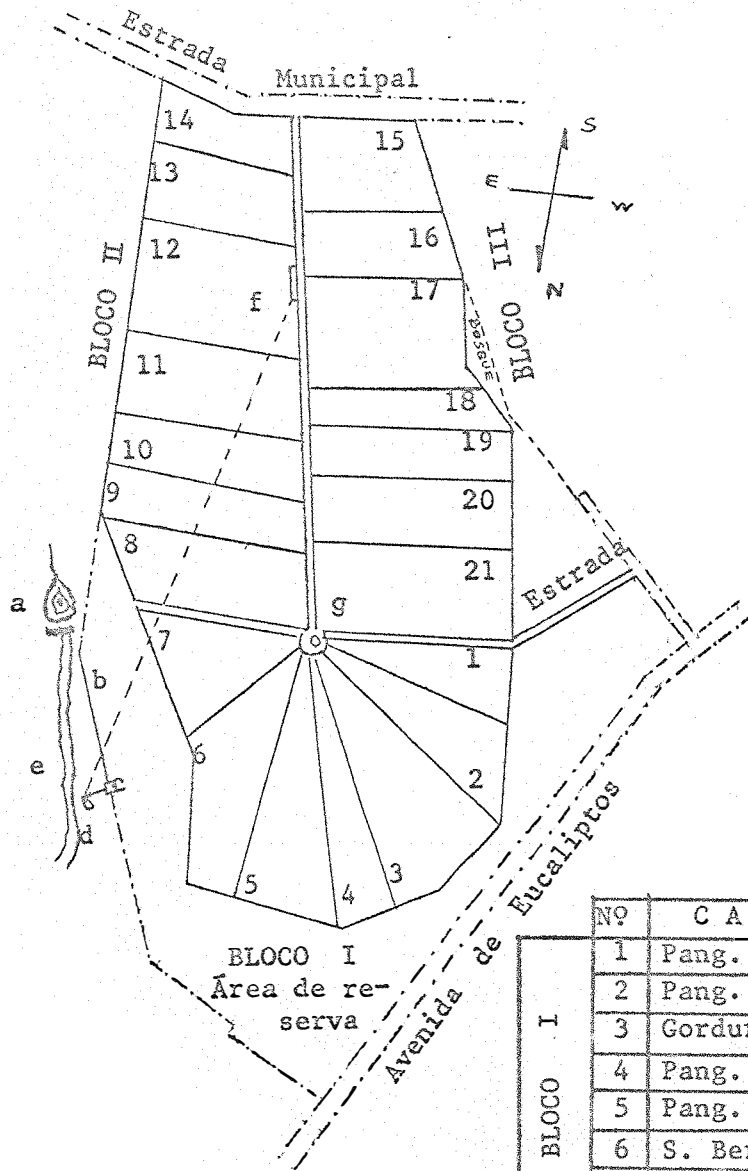 Estrada
Municipal
14
15
S
13
E
W
12
16
BLOCO II
BLOCO III
N
17
f
BOSQUE
11
18
19
10
20
9
8
21
Estrada
a
g
7
1
b
6
2
e
c
d
5
4
3
BLOCO I
Área de re-
serva
Avenida de Eucaliptos
Nº C A
BLOCO I
1 Pang.
2 Pang.
3 Gordu
4 Pang.
5 Pang.
6 S. Be